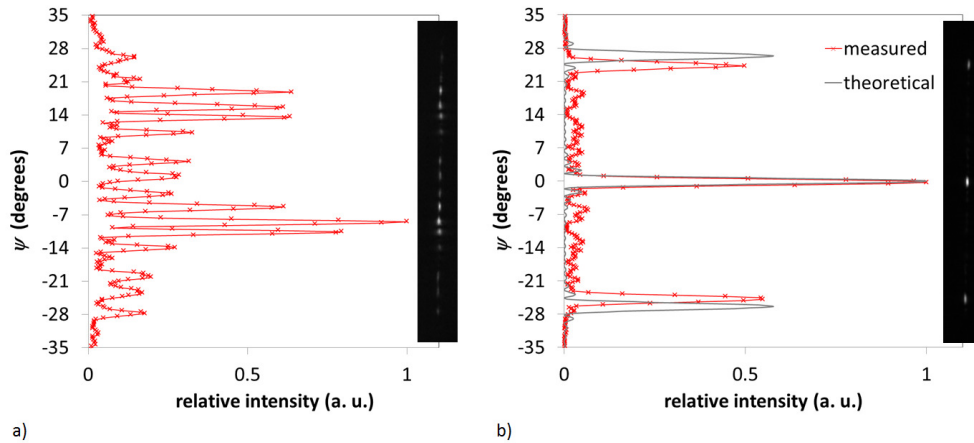 35
28
21
14
7
0
-7
-14
-21
-28
-35
ψ (degrees)
0 0.5 1
relative intensity (a. u.)
a)
35
28
21
14
7
0
-7
-14
-21
-28
-35
ψ (degrees)
measured
theoretical
0 0.5 1
relative intensity (a. u.)
b)